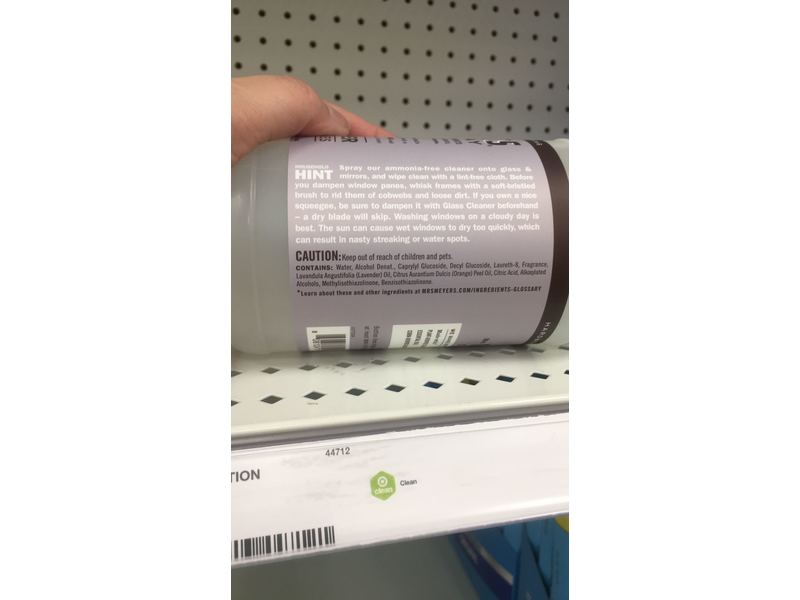 HOUSEHOLD
HINT
Spray our ammonia-free cleaner onto glass &
mirrors, and wipe clean with a lint-free cloth. Before
you dampen window panes, whisk frames with a soft-bristled
brush to rid them of cobwebs and loose dirt. If you own a nice
squeegee, be sure to dampen it with Glass Cleaner beforehand
– a dry blade will skip. Washing windows on a cloudy day is
best. The sun can cause wet windows to dry too quickly, which
can result in nasty streaking or water spots.
CAUTION: Keep out of reach of children and pets.
CONTAINS: Water, Alcohol Denat., Caprylyl Glucoside, Decyl Glucoside, Laureth-8, Fragrance,
Lavandula Angustifolia (Lavender) Oil, Citrus Aurantium Dulcis (Orange) Peel Oil, Citric Acid, Alkoxylated
Alcohols, Methylisothiazolinone, Benzisothiazolinone.
*Learn about these and other ingredients at MRSMEYERS.COM/INGREDIENTS-GLOSSARY
44712
TION
clean
Clean